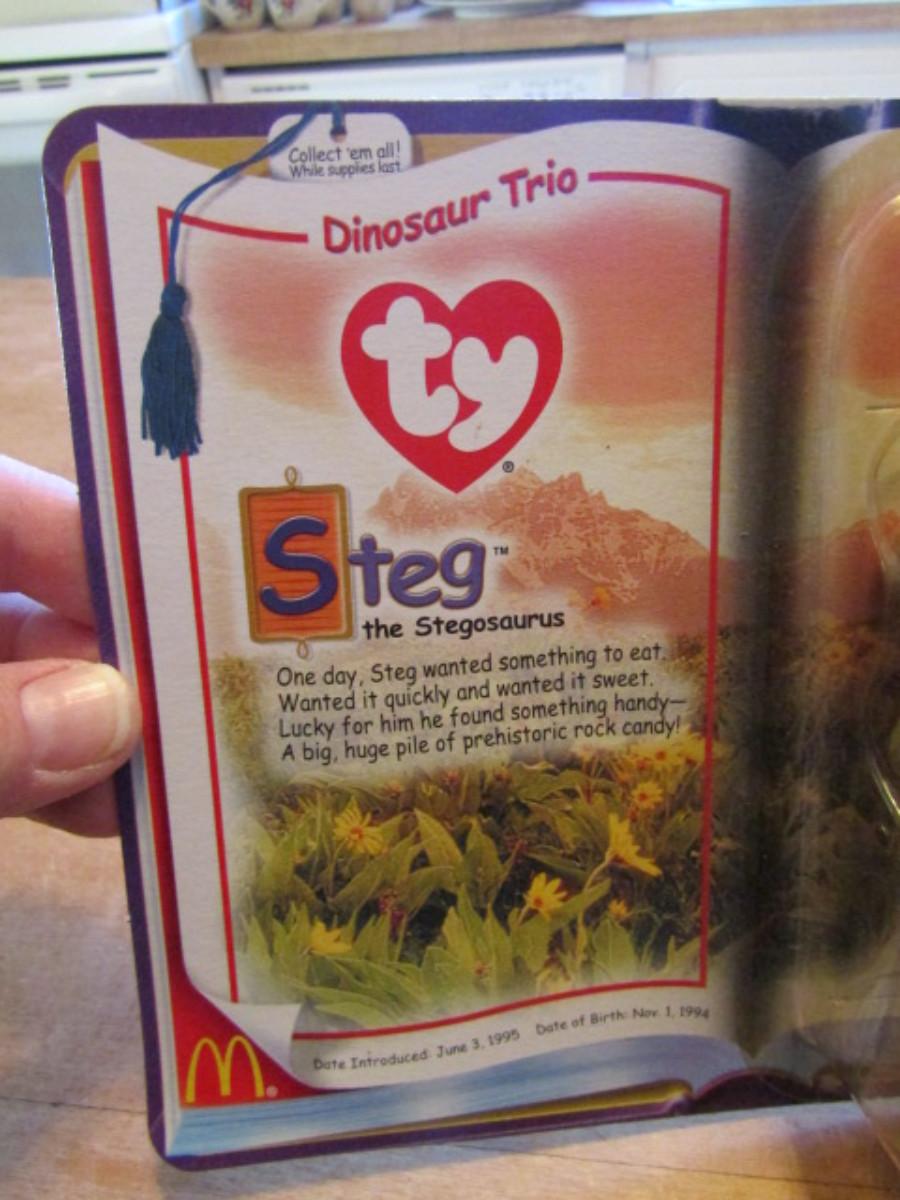 Collect 'em all!
While supplies last
Dinosaur Trio
ty
®
Steg™
the Stegosaurus
One day, Steg wanted something to eat.
Wanted it quickly and wanted it sweet.
Lucky for him he found something handy—
A big, huge pile of prehistoric rock candy!
Date Introduced: June 3, 1995 Date of Birth: Nov. 1, 1994
M®